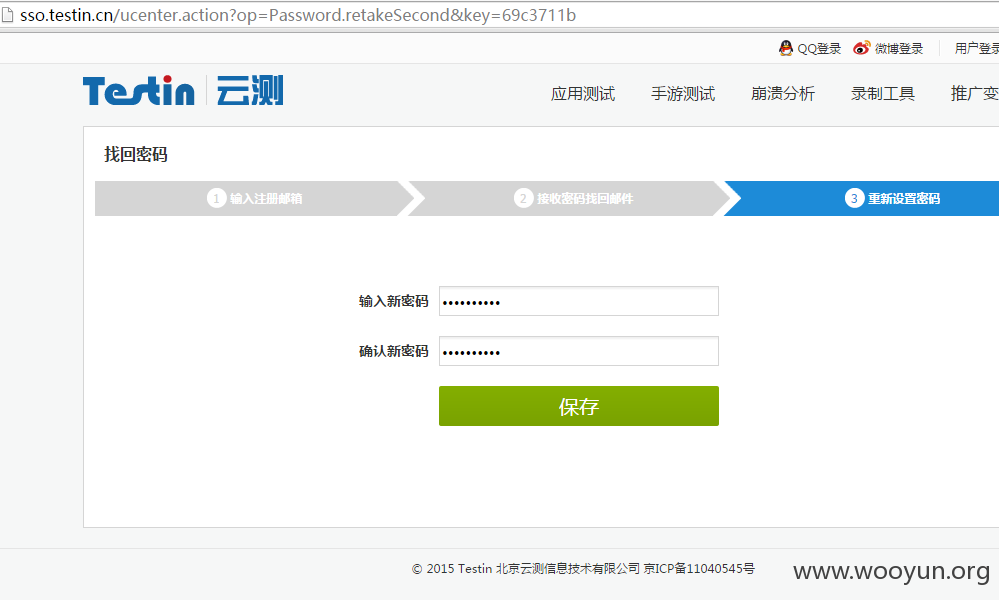 sso.testin.cn/ucenter.action?op=Password.retakeSecond&key=69c3711b
QQ登录 微博登录 用户登录
Testin 云测 应用测试 手游测试 崩溃分析 录制工具 推广变
找回密码
1 输入注册邮箱 2 接收密码找回邮件 3 重新设置密码
输入新密码 ••••••••••
确认新密码 ••••••••••
保存
© 2015 Testin 北京云测信息技术有限公司 京ICP备11040545号
www.wooyun.org